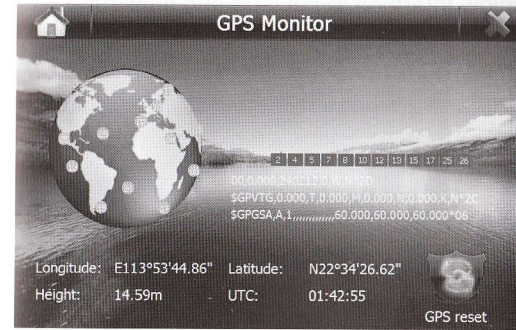 GPS Monitor
2 4 5 7 8 10 12 13 15 17 25 26
$GPVTG,0.000,T,0.000,M,0.000,N,0.000,K,N*2C
$GPGSA,A,1,,,,,,,,,,,,,60.000,60.000,60.000*06
Longitude: E113°53'44.86" Latitude: N22°34'26.62"
Height: 14.59m UTC: 01:42:55
GPS reset